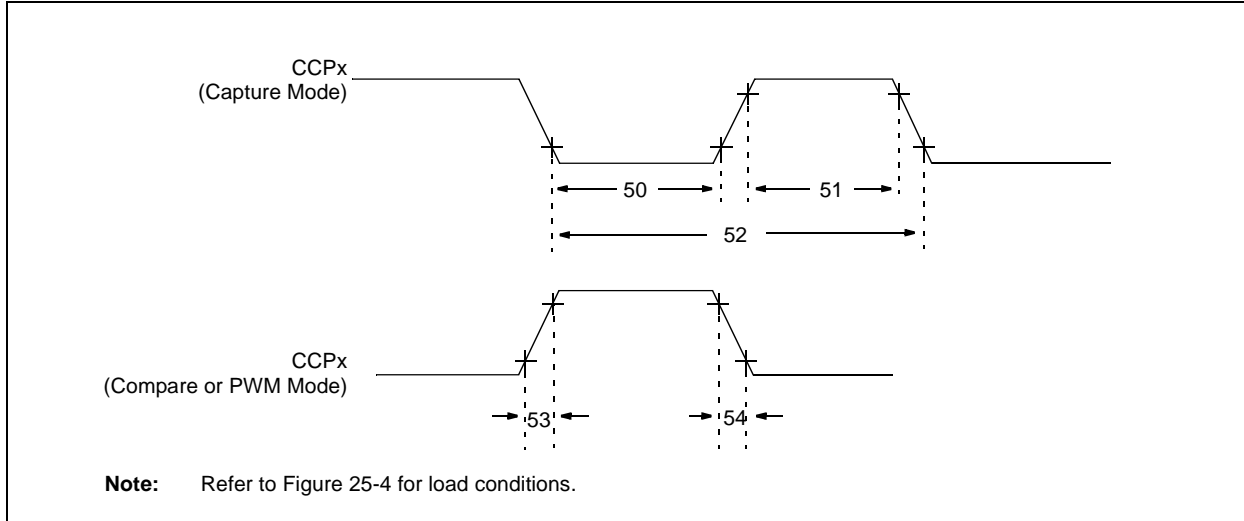 CCPx
(Capture Mode)
50
51
52
CCPx
(Compare or PWM Mode)
53
54
Note: Refer to Figure 25-4 for load conditions.